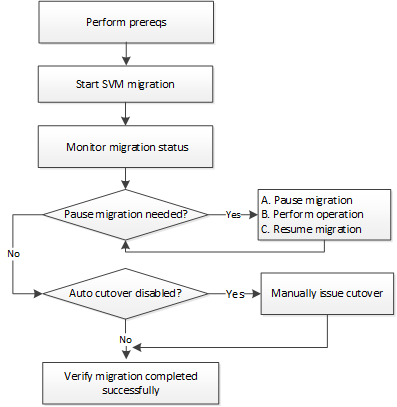 Perform prereqs
Start SVM migration
Monitor migration status
Pause migration needed?
Yes
A. Pause migration
B. Perform operation
C. Resume migration
No
Auto cutover disabled?
Yes
Manually issue cutover
No
Verify migration completed
successfully